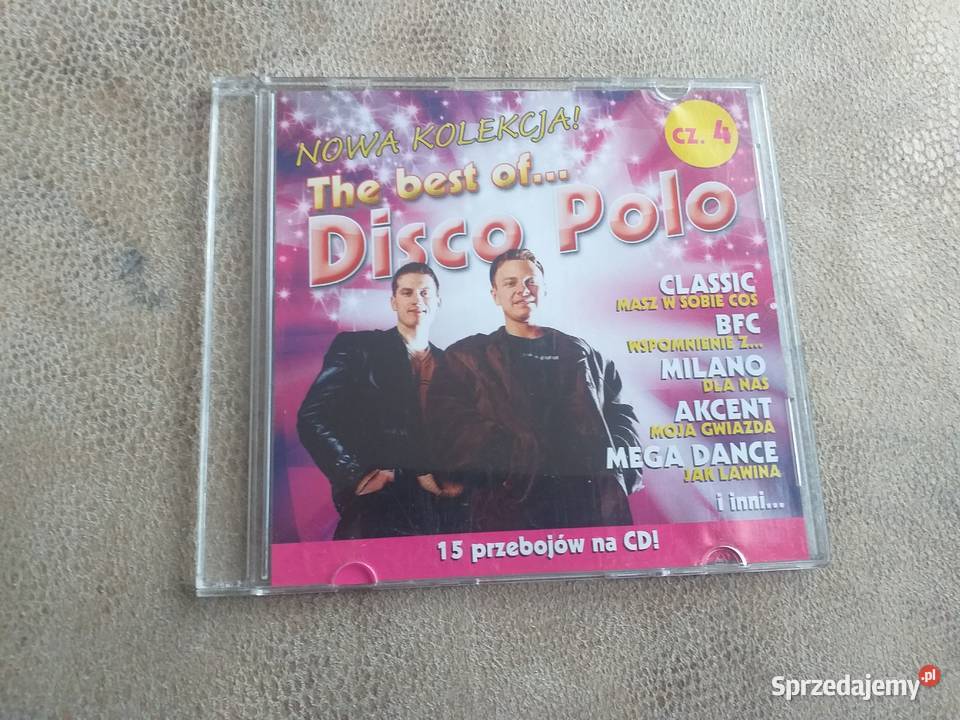 NOWA KOLEKCJA!
cz. 4
The best of...
Disco Polo
CLASSIC
MASZ W SOBIE COS
BFC
WSPOMNIENIE Z...
MILANO
DLA NAS
AKCENT
MOJA GWIAZDA
MEGA DANCE
JAK LAWINA
i inni...
15 przebojów na CD!
Sprzedajemy.pl